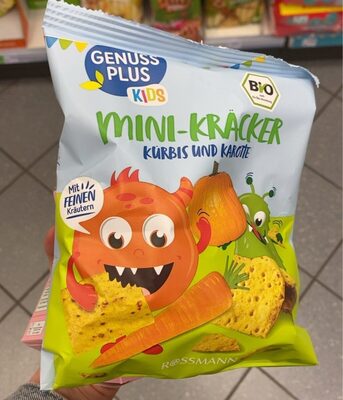 GENUSS
PLUS
KIDS
BIO
MINI-KRÄCKER
KÜRBIS UND KAROTTE
Mit
FEINEN
Kräutern
ROSSMANN